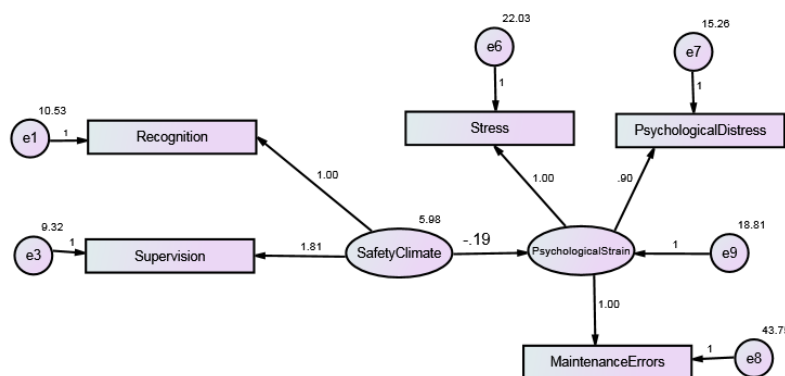 22.03
e6
1
15.26
e7
1
10.53
e1
1
Recognition
Stress
PsychologicalDistress
1.00
1.00
.90
9.32
e3
1
Supervision
1.81
5.98
SafetyClimate
-.19
PsychologicalStrain
1
18.81
e9
1.00
MaintenanceErrors
1
43.75
e8